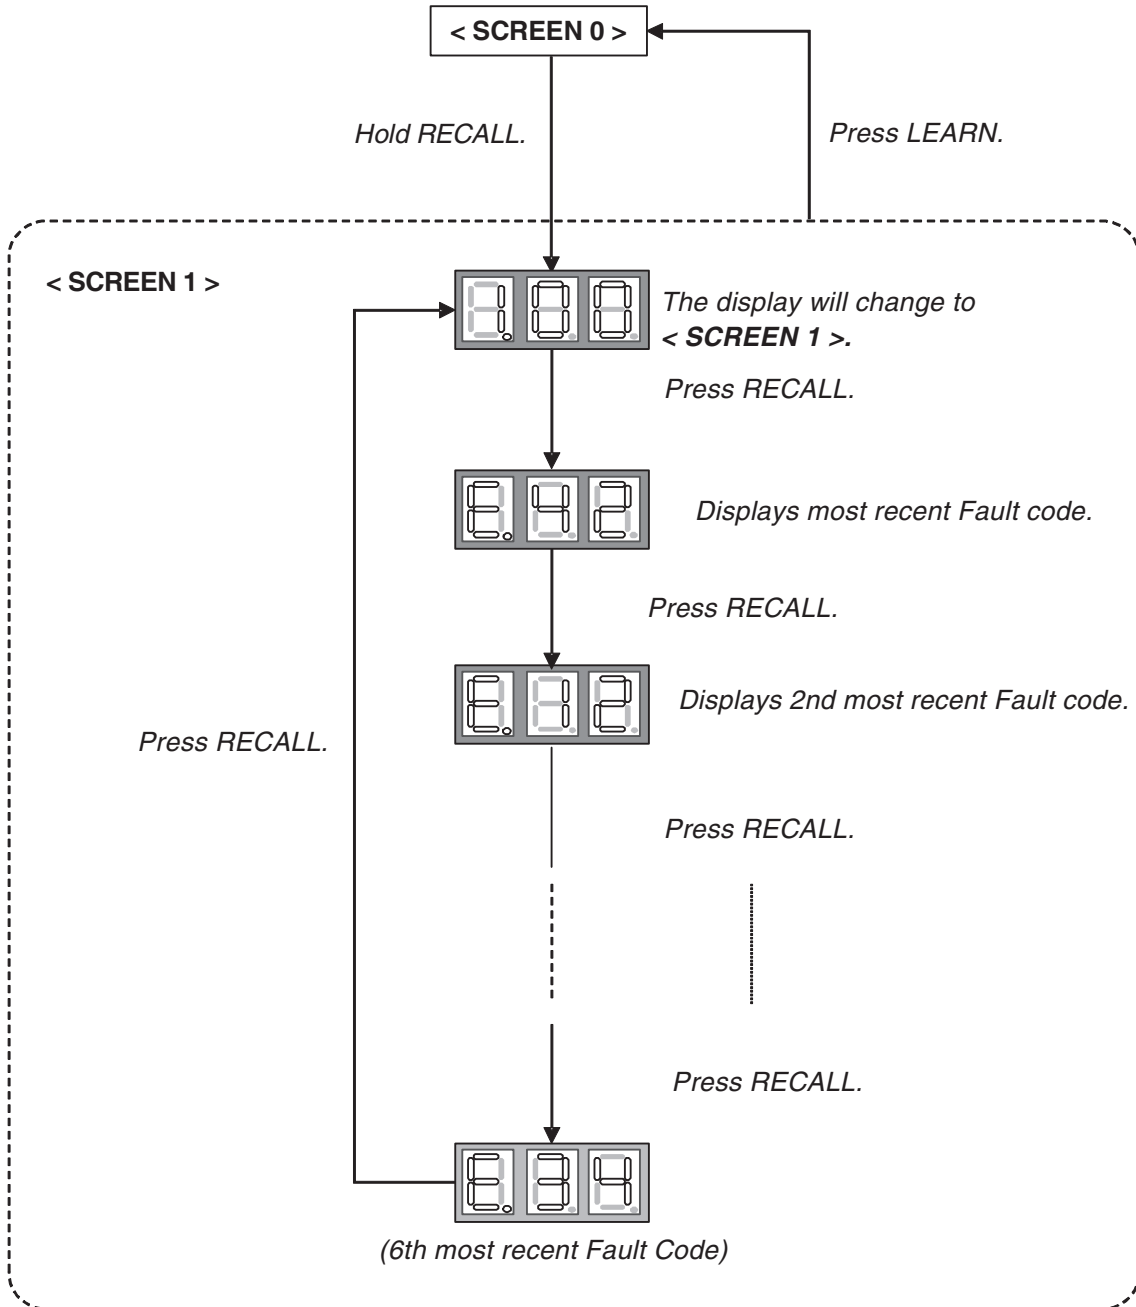 < SCREEN 0 >
Hold RECALL.
Press LEARN.
< SCREEN 1 >
1.00
The display will change to
< SCREEN 1 >.
Press RECALL.
E.42
Displays most recent Fault code.
Press RECALL.
E.12
Displays 2nd most recent Fault code.
Press RECALL.
Press RECALL.
Press RECALL.
E.34
(6th most recent Fault Code)